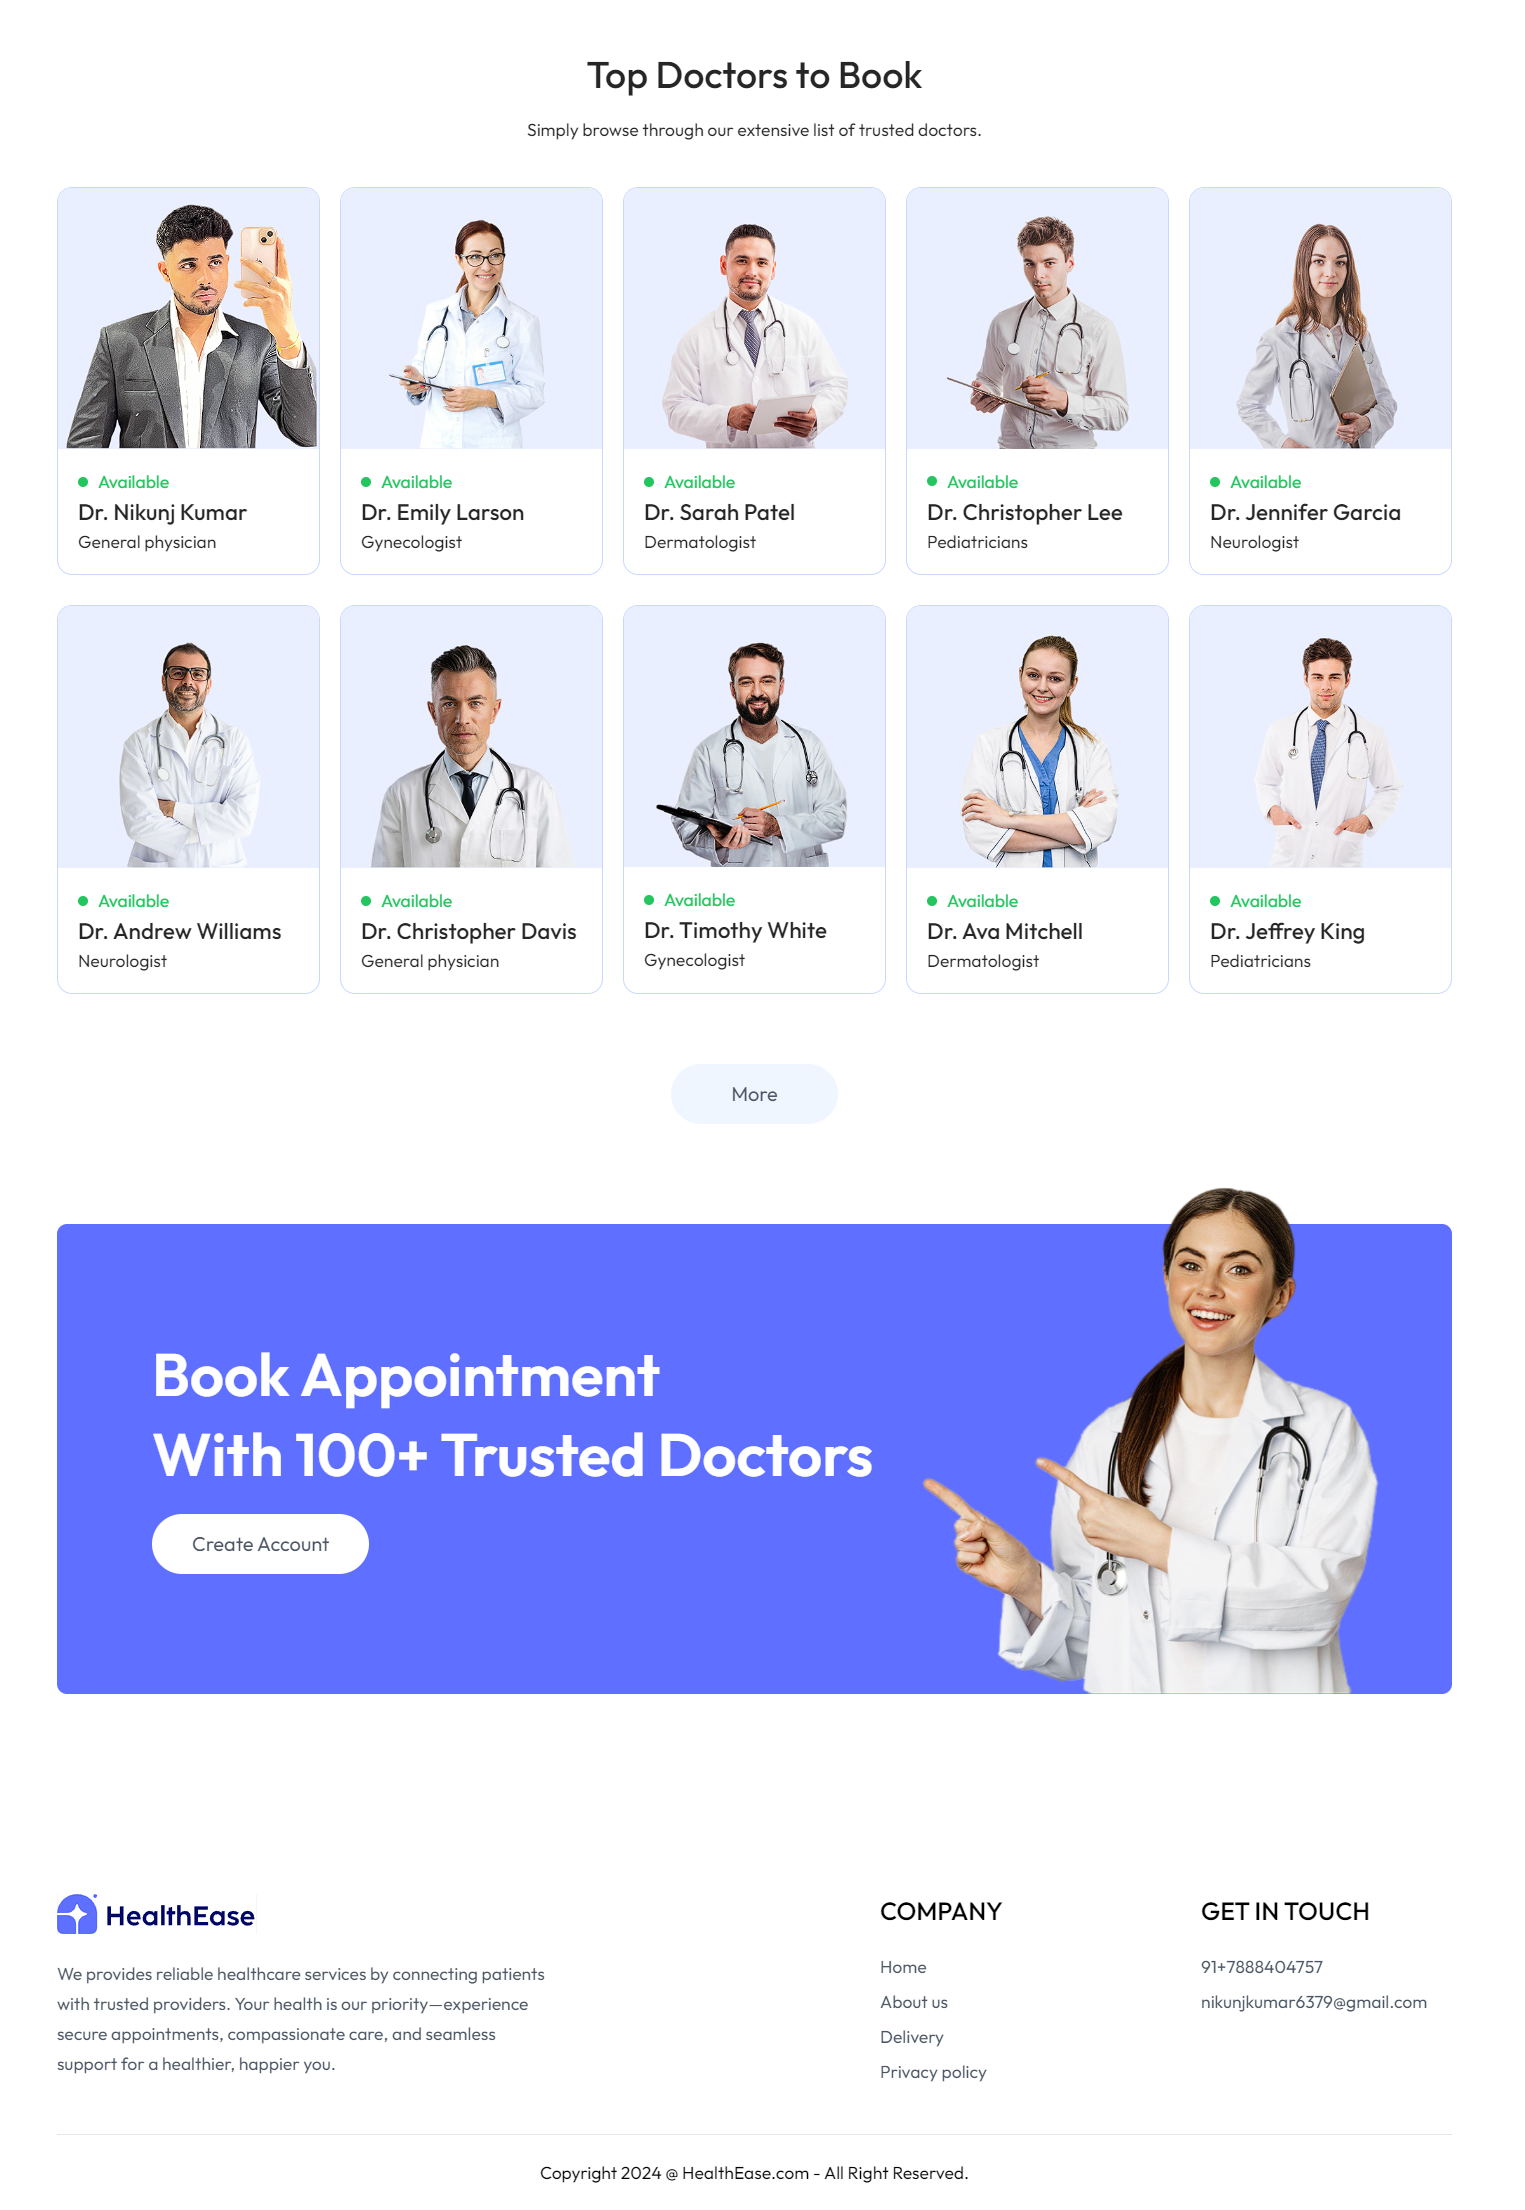 Top Doctors to Book
Simply browse through our extensive list of trusted doctors.
Available
Dr. Nikunj Kumar
General physician
Available
Dr. Emily Larson
Gynecologist
Available
Dr. Sarah Patel
Dermatologist
Available
Dr. Christopher Lee
Pediatricians
Available
Dr. Jennifer Garcia
Neurologist
Available
Dr. Andrew Williams
Neurologist
Available
Dr. Christopher Davis
General physician
Available
Dr. Timothy White
Gynecologist
Available
Dr. Ava Mitchell
Dermatologist
Available
Dr. Jeffrey King
Pediatricians
More
Book Appointment
With 100+ Trusted Doctors
Create Account
HealthEase
We provides reliable healthcare services by connecting patients
with trusted providers. Your health is our priority—experience
secure appointments, compassionate care, and seamless
support for a healthier, happier you.
COMPANY
Home
About us
Delivery
Privacy policy
GET IN TOUCH
91+7888404757
nikunjkumar6379@gmail.com
Copyright 2024 @ HealthEase.com - All Right Reserved.